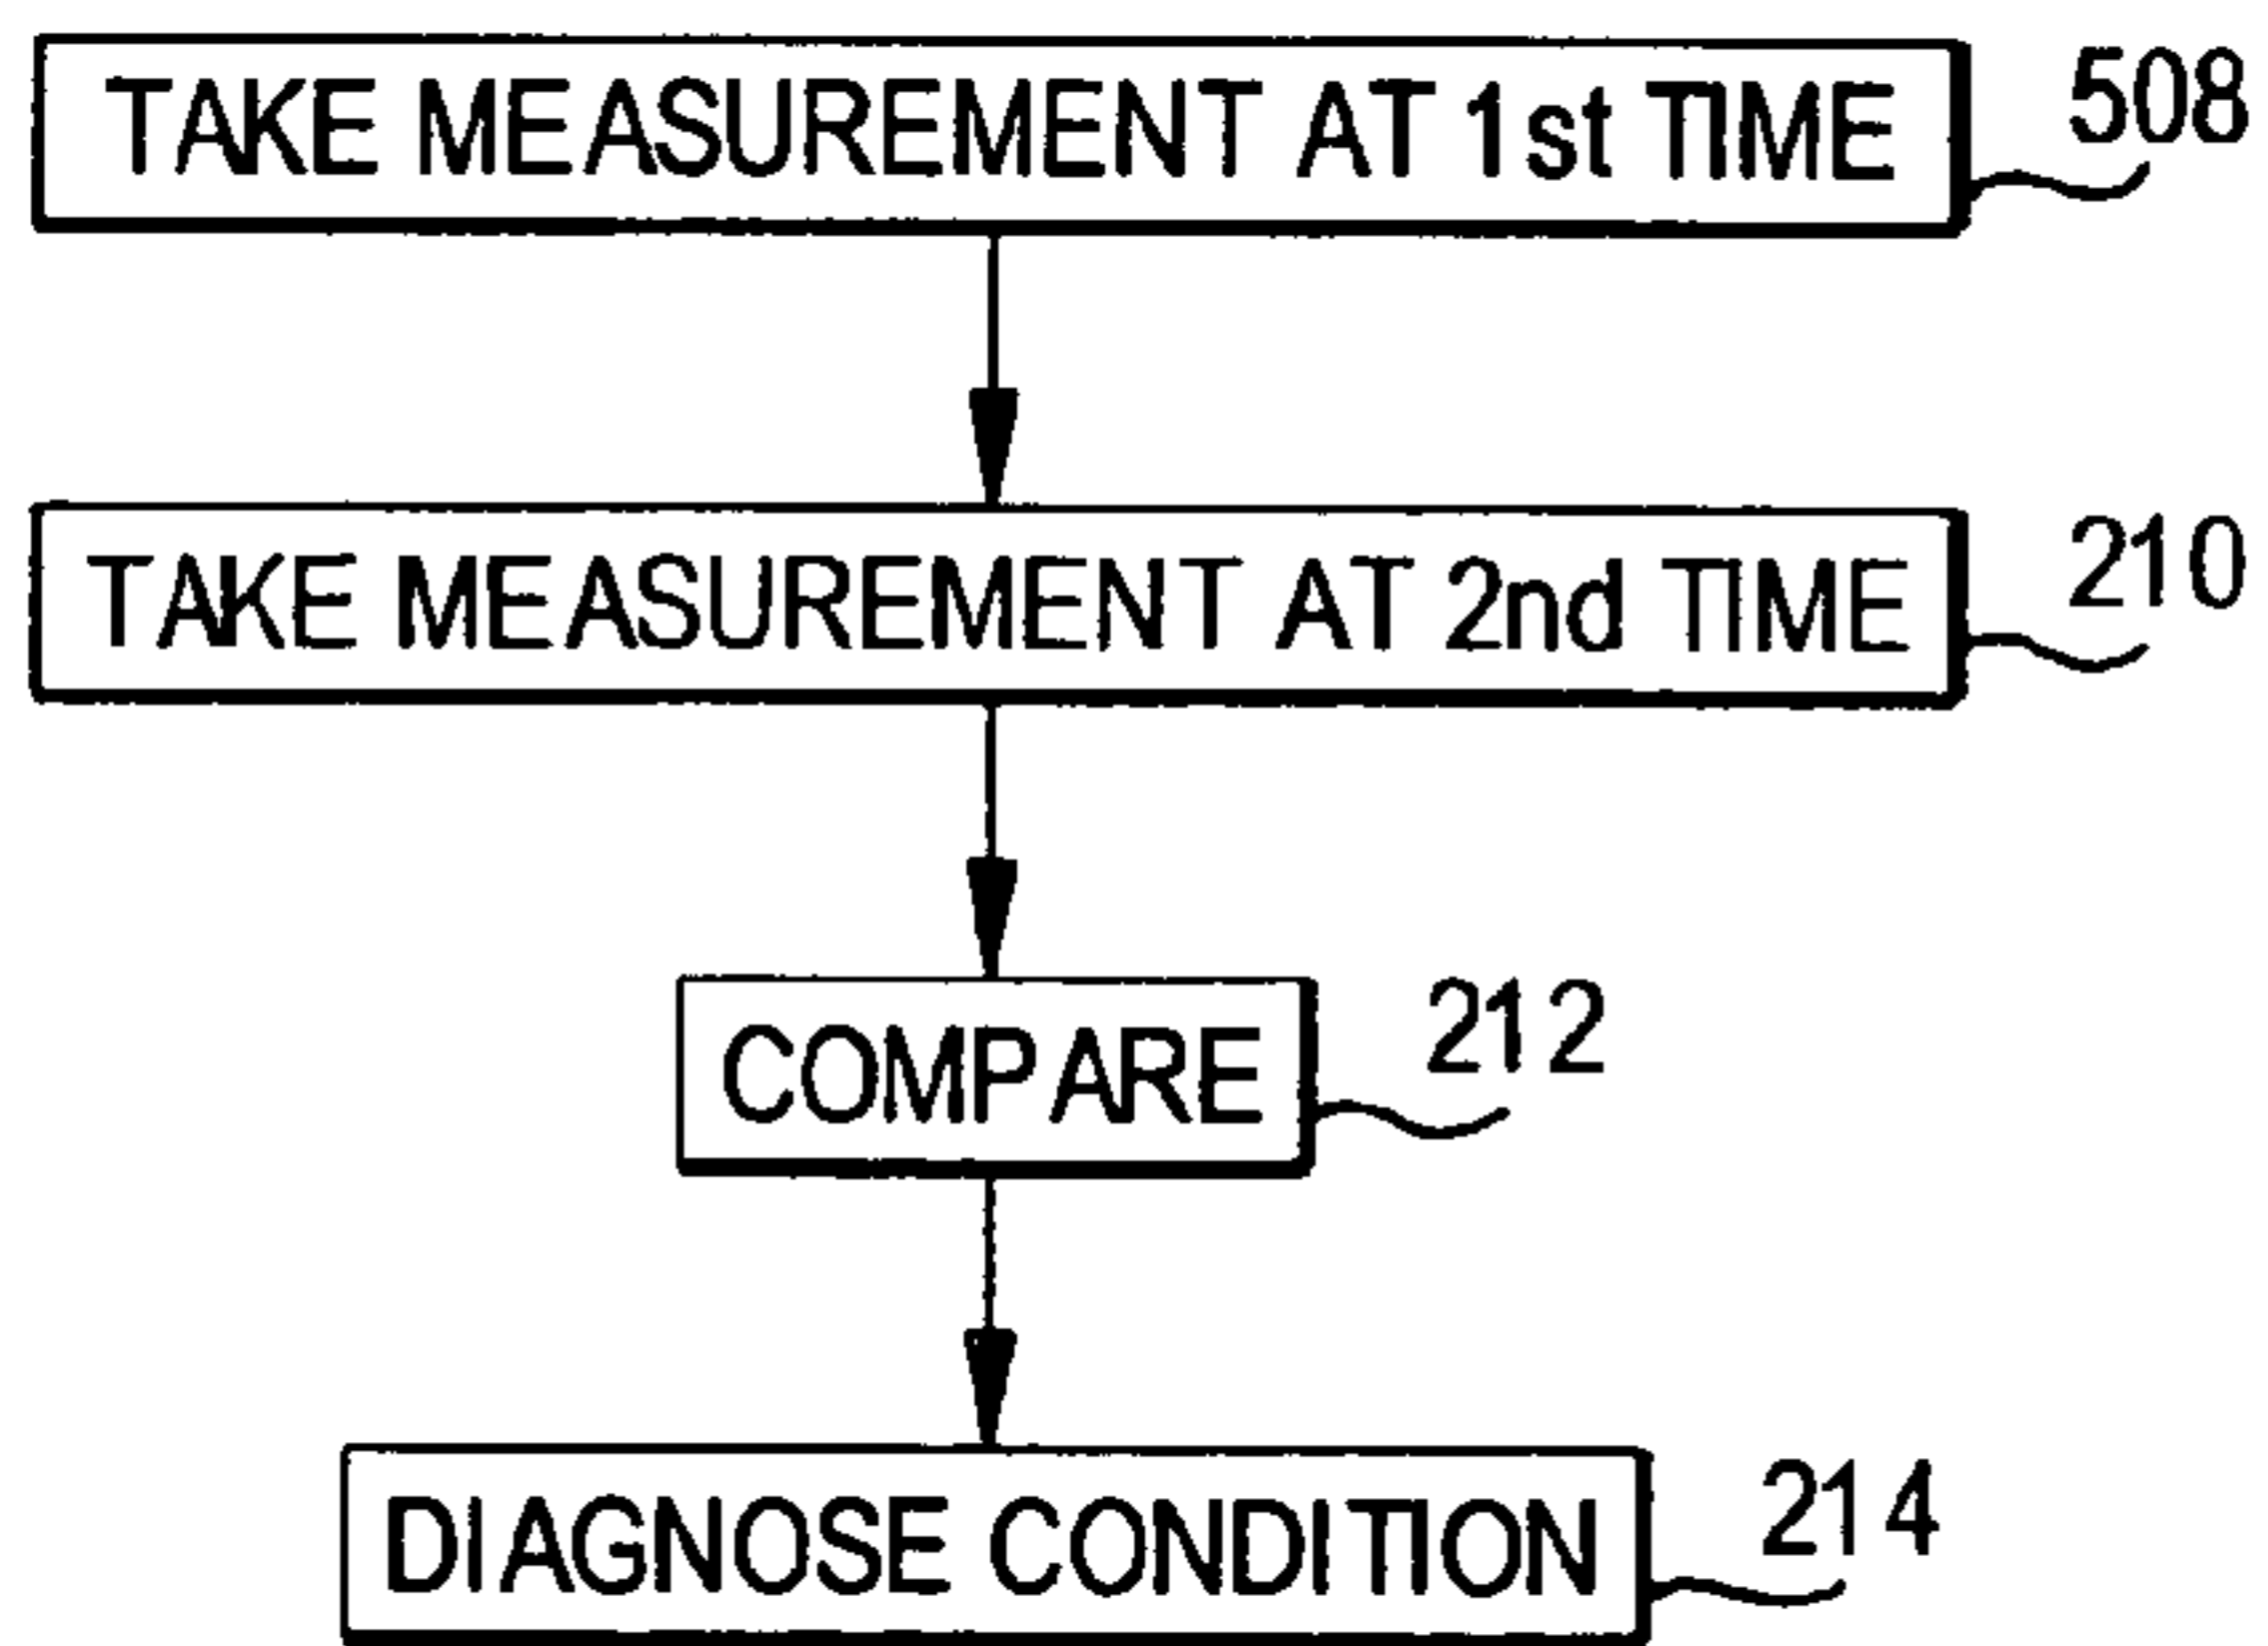 TAKE MEASUREMENT AT 1st TIME 508
TAKE MEASUREMENT AT 2nd TIME 210
COMPARE 212
DIAGNOSE CONDITION 214